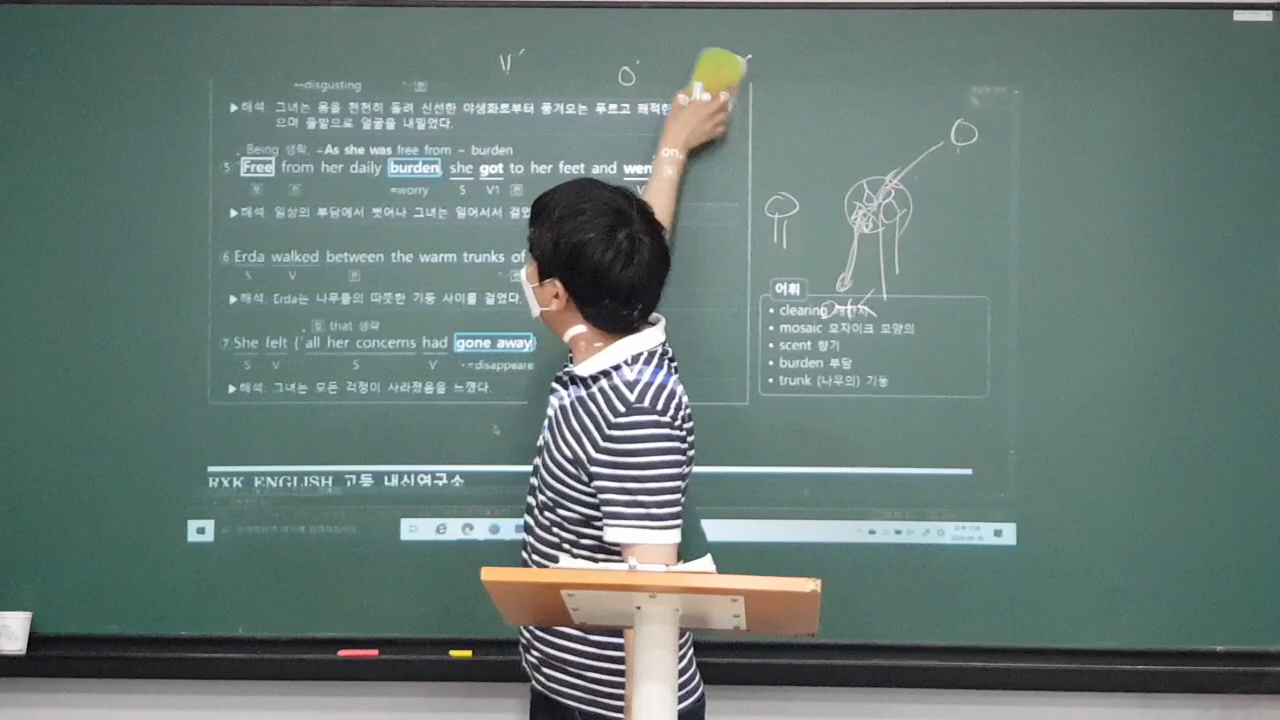 V'
O'
=disgusting
▶해석: 그녀는 몸을 천천히 돌려 신선한 야생화로부터 풍겨오는 푸르고 쾌적한
으며 풀밭으로 얼굴을 내밀었다.
Being 생략, =As she was free from ~ burden
⑤ Free from her daily burden, she got to her feet and wen on,
=worry S V1
▶해석: 일상의 부담에서 벗어나 그녀는 일어서서
⑥ Erda walked between the warm trunks of
S V 전
▶해석: Erda는 나무들의 따뜻한 기둥 사이를 걸었다.
접 that 생략
⑦ She felt (all her concerns had gone away)
S V S V' =disappeare
▶해석: 그녀는 모든 걱정이 사라졌음을 느꼈다.
어휘
• clearing
• mosaic 모자이크 모양의
• scent 향기
• burden 부담
• trunk (나무의) 기둥
RXK ENGLISH 고등 내신연구소